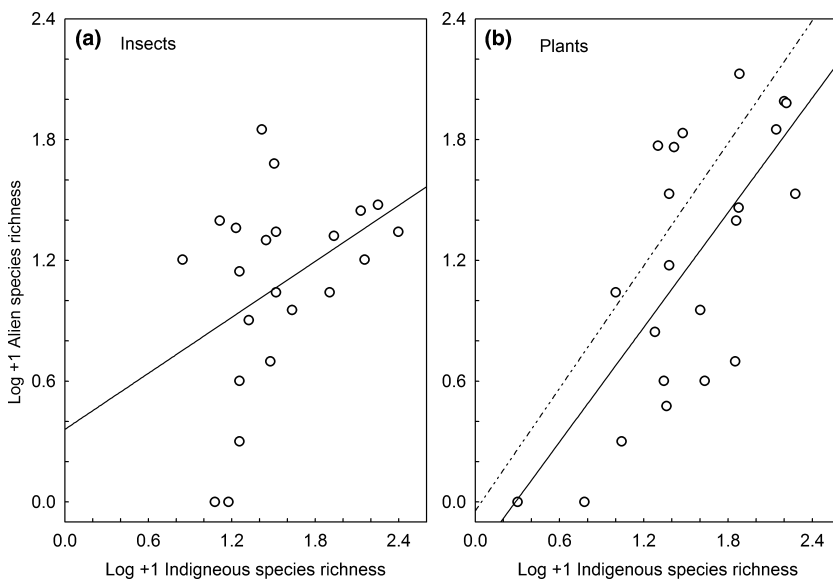 (a) Insects
(b) Plants
Log +1 Alien species richness
2.4
1.8
1.2
0.6
0.0
2.4
1.8
1.2
0.6
0.0
0.0 0.6 1.2 1.8 2.4
0.0 0.6 1.2 1.8 2.4
Log +1 Indigneous species richness
Log +1 Indigenous species richness